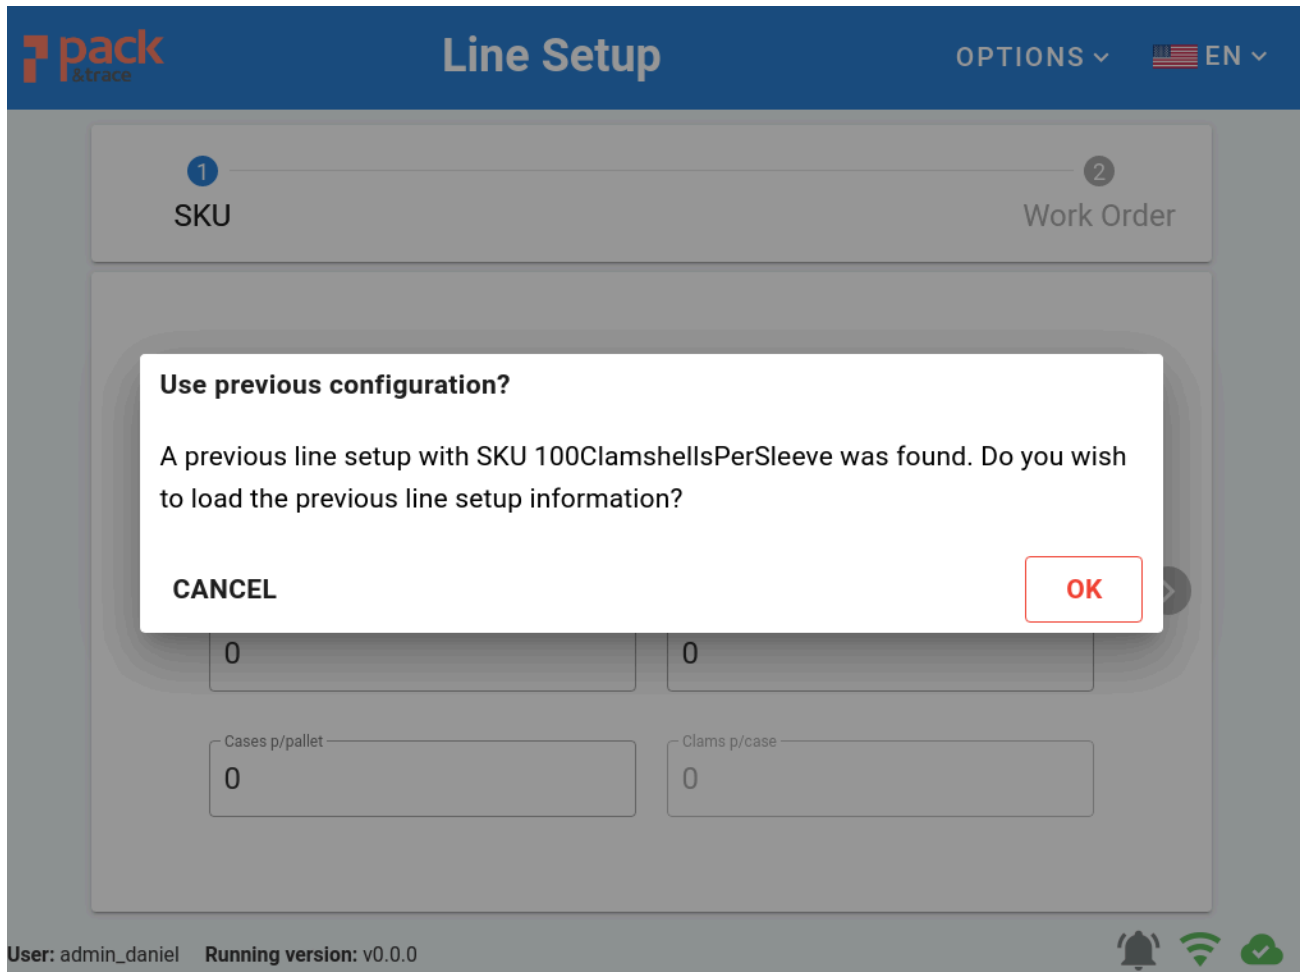 pack
&trace
Line Setup
OPTIONS
EN
1
2
SKU
Work Order
Use previous configuration?
A previous line setup with SKU 100ClamshellsPerSleeve was found. Do you wish
to load the previous line setup information?
CANCEL
OK
0
0
Cases p/pallet
Clams p/case
0
0
User: admin_daniel
Running version: v0.0.0